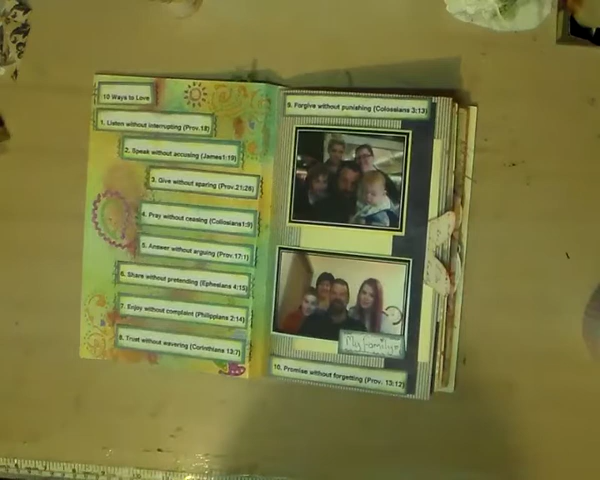 10 Ways to Love
1. Listen without interrupting (Prov.18)
2. Speak without accusing (James1:19)
3. Give without sparing (Prov.21:26)
4. Pray without ceasing (Collosians1:9)
5. Answer without arguing (Prov.17:1)
6. Share without pretending (Ephesians 4:15)
7. Enjoy without complaint (Philippians 2:14)
8. Trust without wavering (Corinthians 13:7)
9. Forgive without punishing (Colossians 3:13)
My family
10. Promise without forgetting (Prov. 13:12)